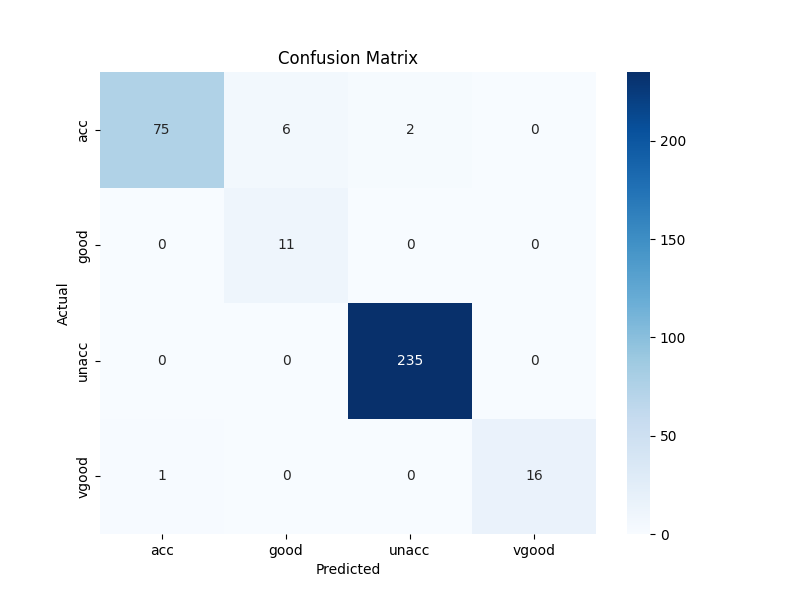 Confusion Matrix
acc 75 6 2 0
good 0 11 0 0
unacc 0 0 235 0
vgood 1 0 0 16
acc good unacc vgood
Predicted
Actual
200
150
100
50
0